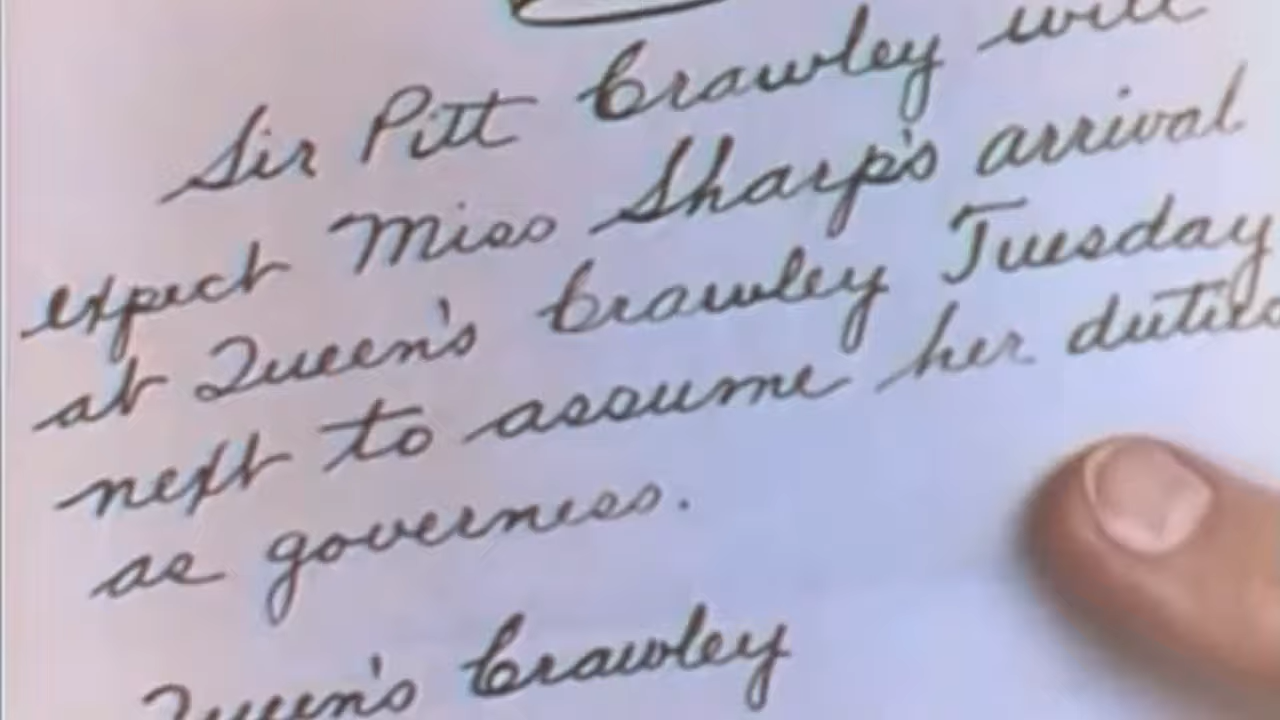 Sir Pitt Crawley will
expect Miss Sharp's arrival
at Queen's Crawley Tuesday
next to assume her duties
as governess.
Queen's Crawley